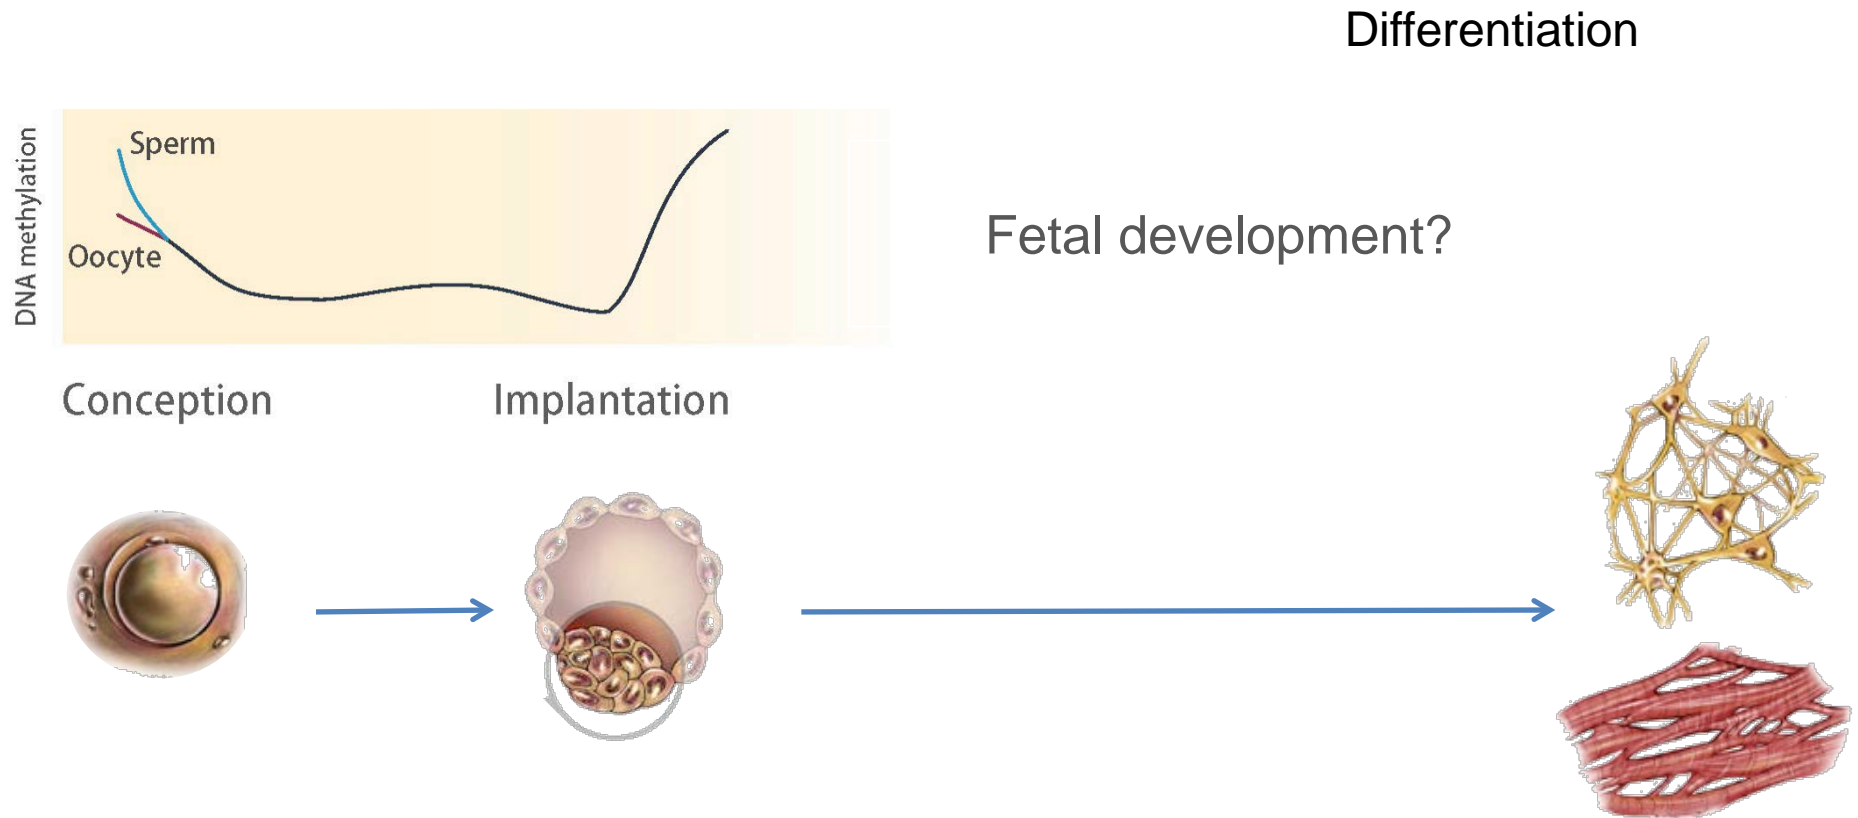 Differentiation
DNA methylation
Sperm
Oocyte
Fetal development?
Conception
Implantation